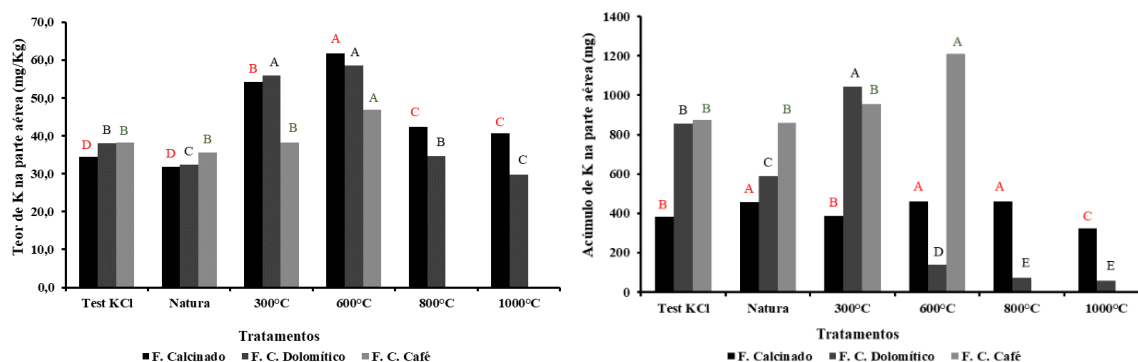 Teor de K na parte aérea (mg/Kg)
70,0
60,0
50,0
40,0
30,0
20,0
10,0
0,0
D B B
D C B
B A B
A A A
C B
C C
Test KCl Natura 300°C 600°C 800°C 1000°C
Tratamentos
F. Calcinado F. C. Dolomítico F. C. Café
Acúmulo de K na parte aérea (mg)
1400
1200
1000
800
600
400
200
0
B B B
A C B
B A B
A D A
A E
C E
Test KCl Natura 300°C 600°C 800°C 1000°C
Tratamentos
F. Calcinado F. C. Dolomítico F. C. Café